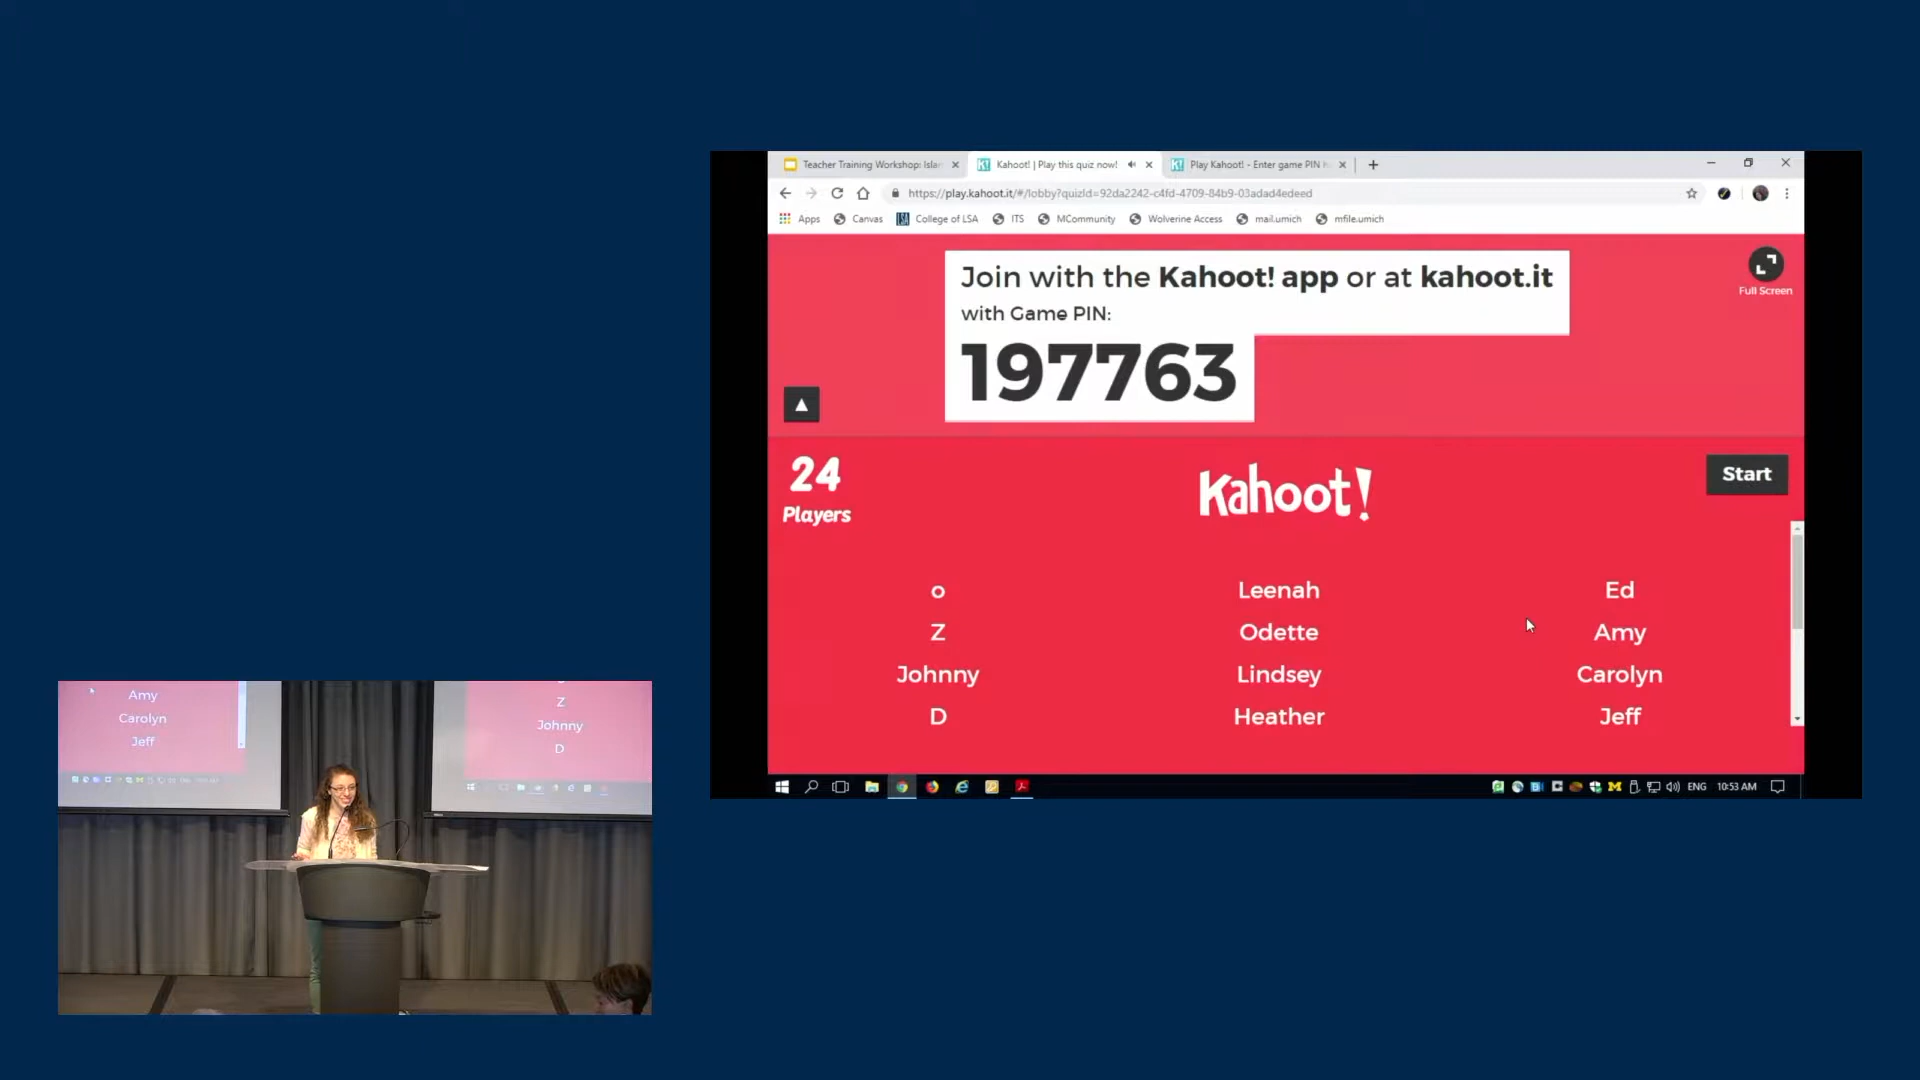 Teacher Training Workshop: Islam
Kahoot! | Play this quiz now!
Play Kahoot! - Enter game PIN h
https://play.kahoot.it/#/lobby?quizId=92da2242-c4fd-4709-84b9-03adad4edeed
Apps Canvas College of LSA ITS MCommunity Wolverine Access mail.umich mfile.umich
Join with the Kahoot! app or at kahoot.it
with Game PIN:
197763
Full Screen
24
Players
Kahoot!
Start
o Leenah Ed
Z Odette Amy
Johnny Lindsey Carolyn
D Heather Jeff
ENG 10:53 AM
Amy
Carolyn
Jeff
Z
Johnny
D